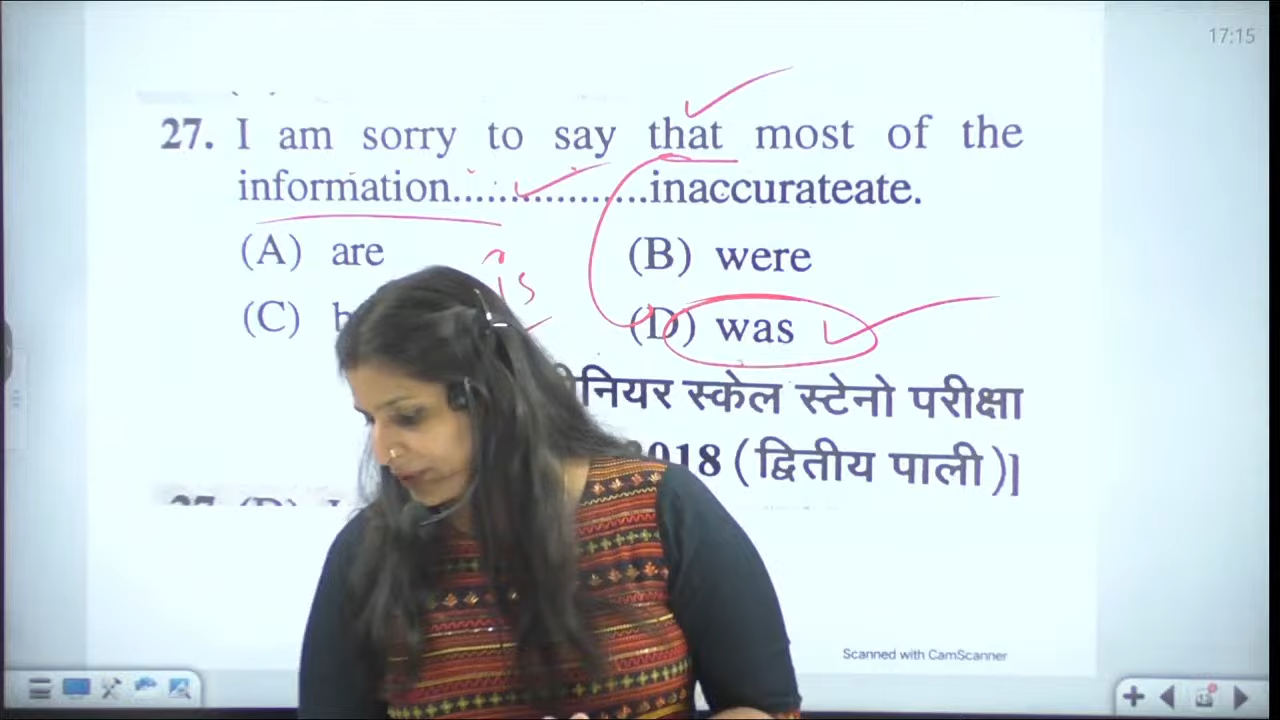 17:15
27. I am sorry to say that most of the
information..................inaccurateate.
(A) are
(B) were
is
(C)
(D) was
स्केल स्टेनो परीक्षा
(द्वितीय पाली)]
Scanned with CamScanner